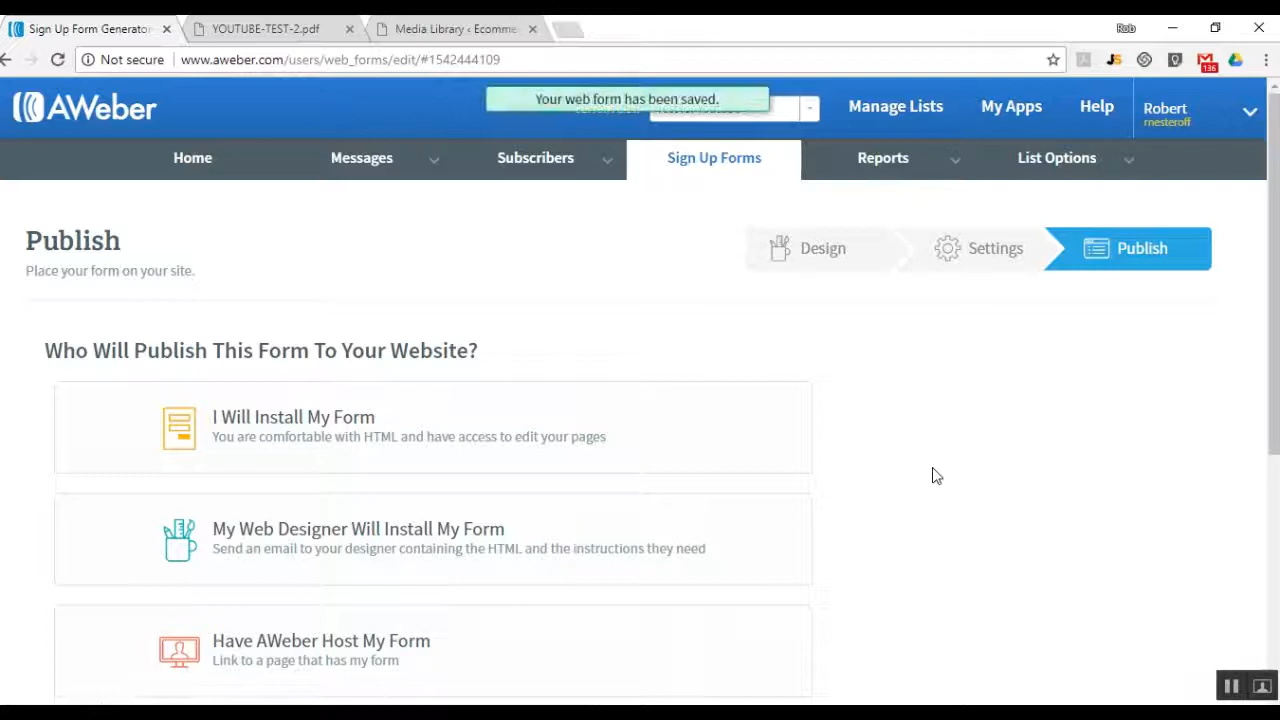 Sign Up Form Generator
YOUTUBE-TEST-2.pdf
Media Library ‹ Ecomme
Rob
Not secure
www.aweber.com/users/web_forms/edit/#1542444109
JS
136
AWeber
Your web form has been saved.
Manage Lists
My Apps
Help
Robert
rnesteroff
Home
Messages
Subscribers
Sign Up Forms
Reports
List Options
Publish
Place your form on your site.
Design
Settings
Publish
Who Will Publish This Form To Your Website?
I Will Install My Form
You are comfortable with HTML and have access to edit your pages
My Web Designer Will Install My Form
Send an email to your designer containing the HTML and the instructions they need
Have AWeber Host My Form
Link to a page that has my form